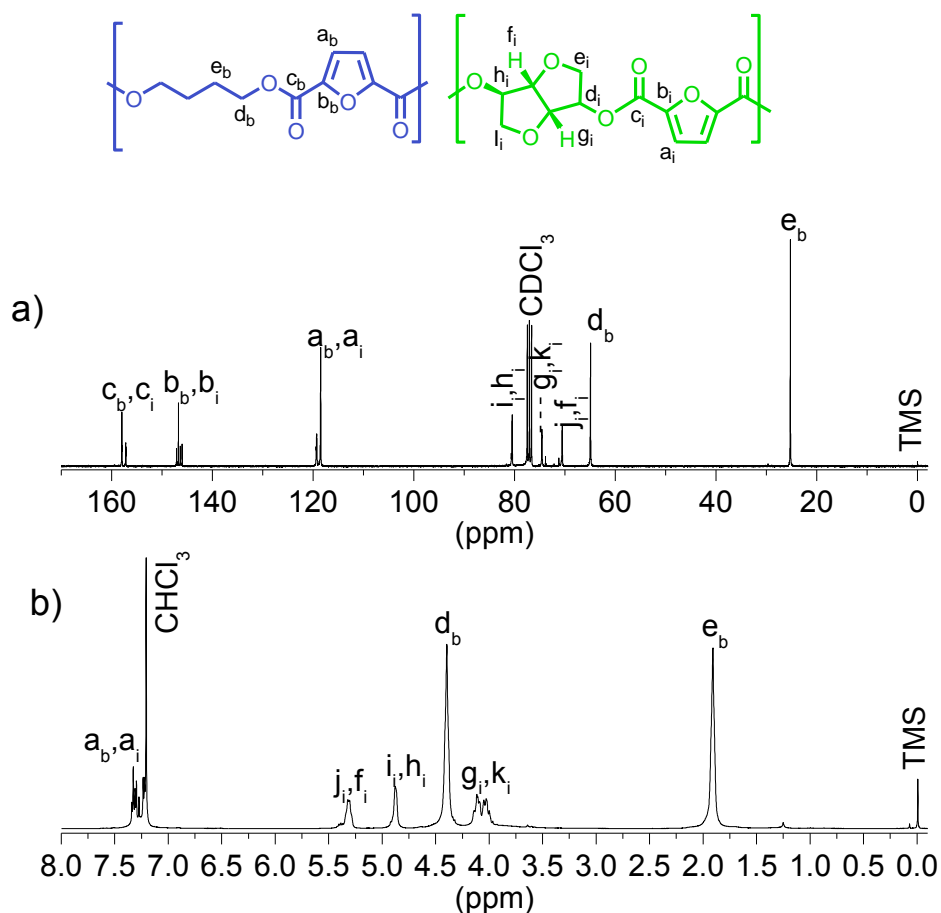 a_b
e_b
c_b
b_b
d_b
O
O
O
O
O
f_i
e_i
H
O
h_i
O
d_i
O
b_i
O
O
O
c_i
l_i
O
H
g_i
a_i
a)
c_b,c_i
b_b,b_i
a_b,a_i
i_i,h_i
CDCl₃
g_i,k_i
j_i,f_i
d_b
e_b
TMS
160 140 120 100 80 60 40 20 0
(ppm)
b)
a_b,a_i
CHCl₃
j_i,f_i
i_i,h_i
d_b
g_i,k_i
e_b
TMS
8.0 7.5 7.0 6.5 6.0 5.5 5.0 4.5 4.0 3.5 3.0 2.5 2.0 1.5 1.0 0.5 0.0
(ppm)